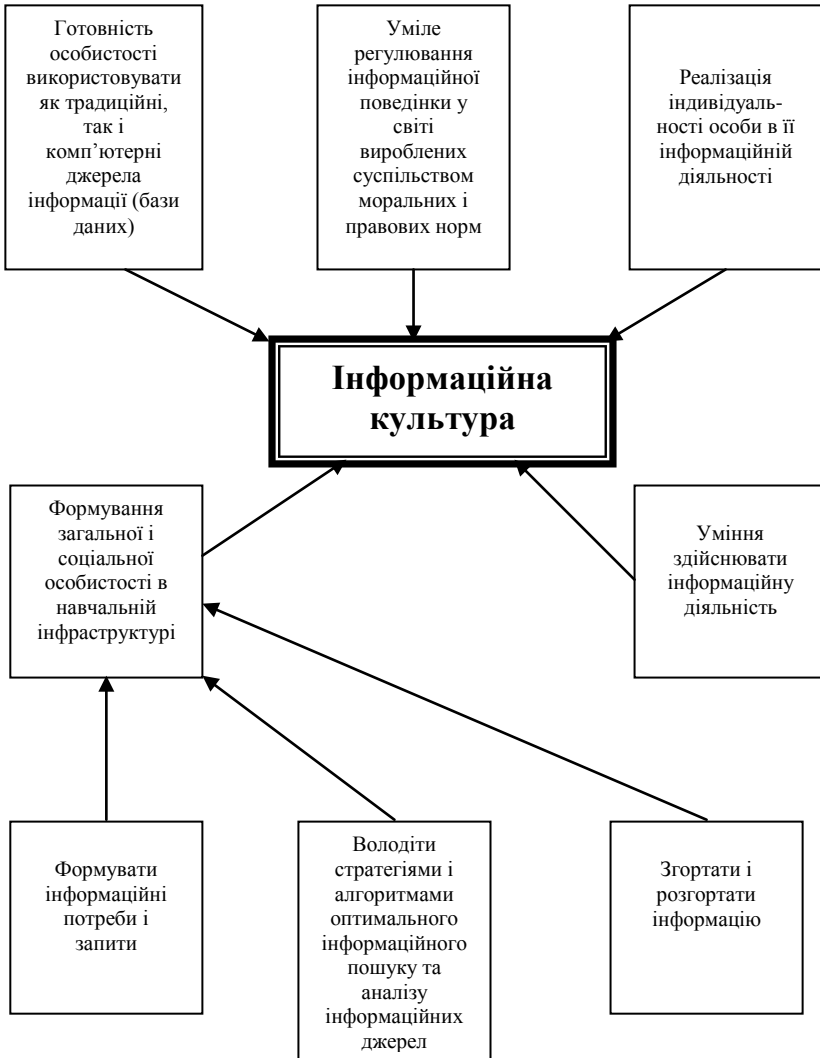 Готовність
особистості
використовувати
як традиційні,
так і
комп’ютерні
джерела
інформації (бази
даних)
Уміле
регулювання
інформаційної
поведінки у
світі
вироблених
суспільством
моральних і
правових норм
Реалізація
індивідуаль-
ності особи в її
інформаційній
діяльності
Інформаційна
культура
Формування
загальної і
соціальної
особистості в
навчальній
інфраструктурі
Уміння
здійснювати
інформаційну
діяльність
Формувати
інформаційні
потреби і
запити
Володіти
стратегіями і
алгоритмами
оптимального
інформаційного
пошуку та
аналізу
інформаційних
джерел
Згортати і
розгортати
інформацію